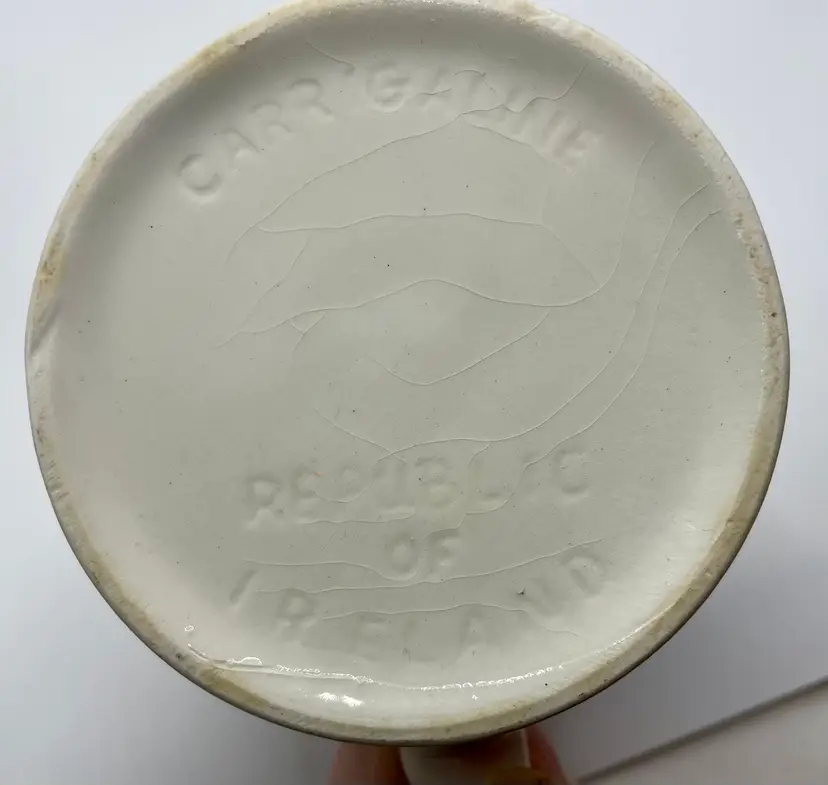 CARRIGALINE
REPUBLIC
OF
IRELAND